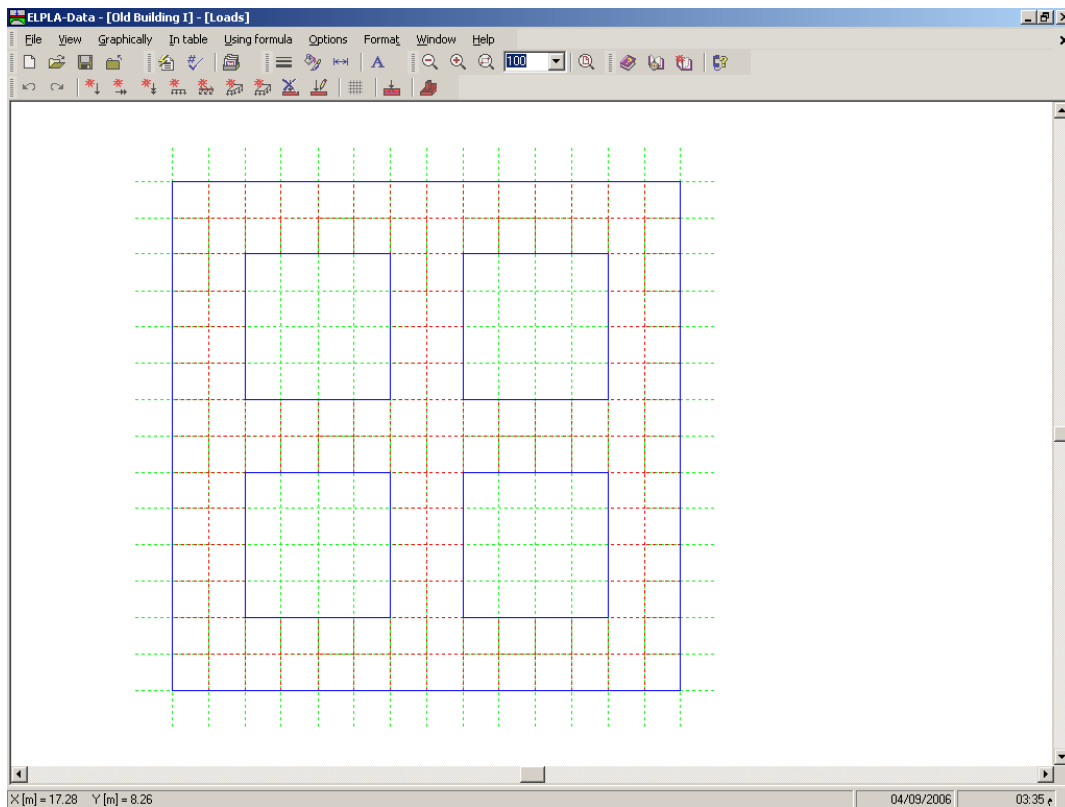 ELPLA-Data - [Old Building I] - [Loads]
File View Graphically In table Using formula Options Format Window Help
100
A
X [m] = 17.28 Y [m] = 8.26 04/09/2006 03:35 م